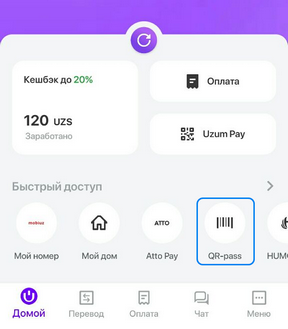 Кешбэк до 20%
120 UZS
Заработано
Оплата
Uzum Pay
Быстрый доступ
mobiuz
ATTO
Мой номер
Мой дом
Atto Pay
QR-pass
HUMO
Домой
Перевод
Оплата
Чат
Меню